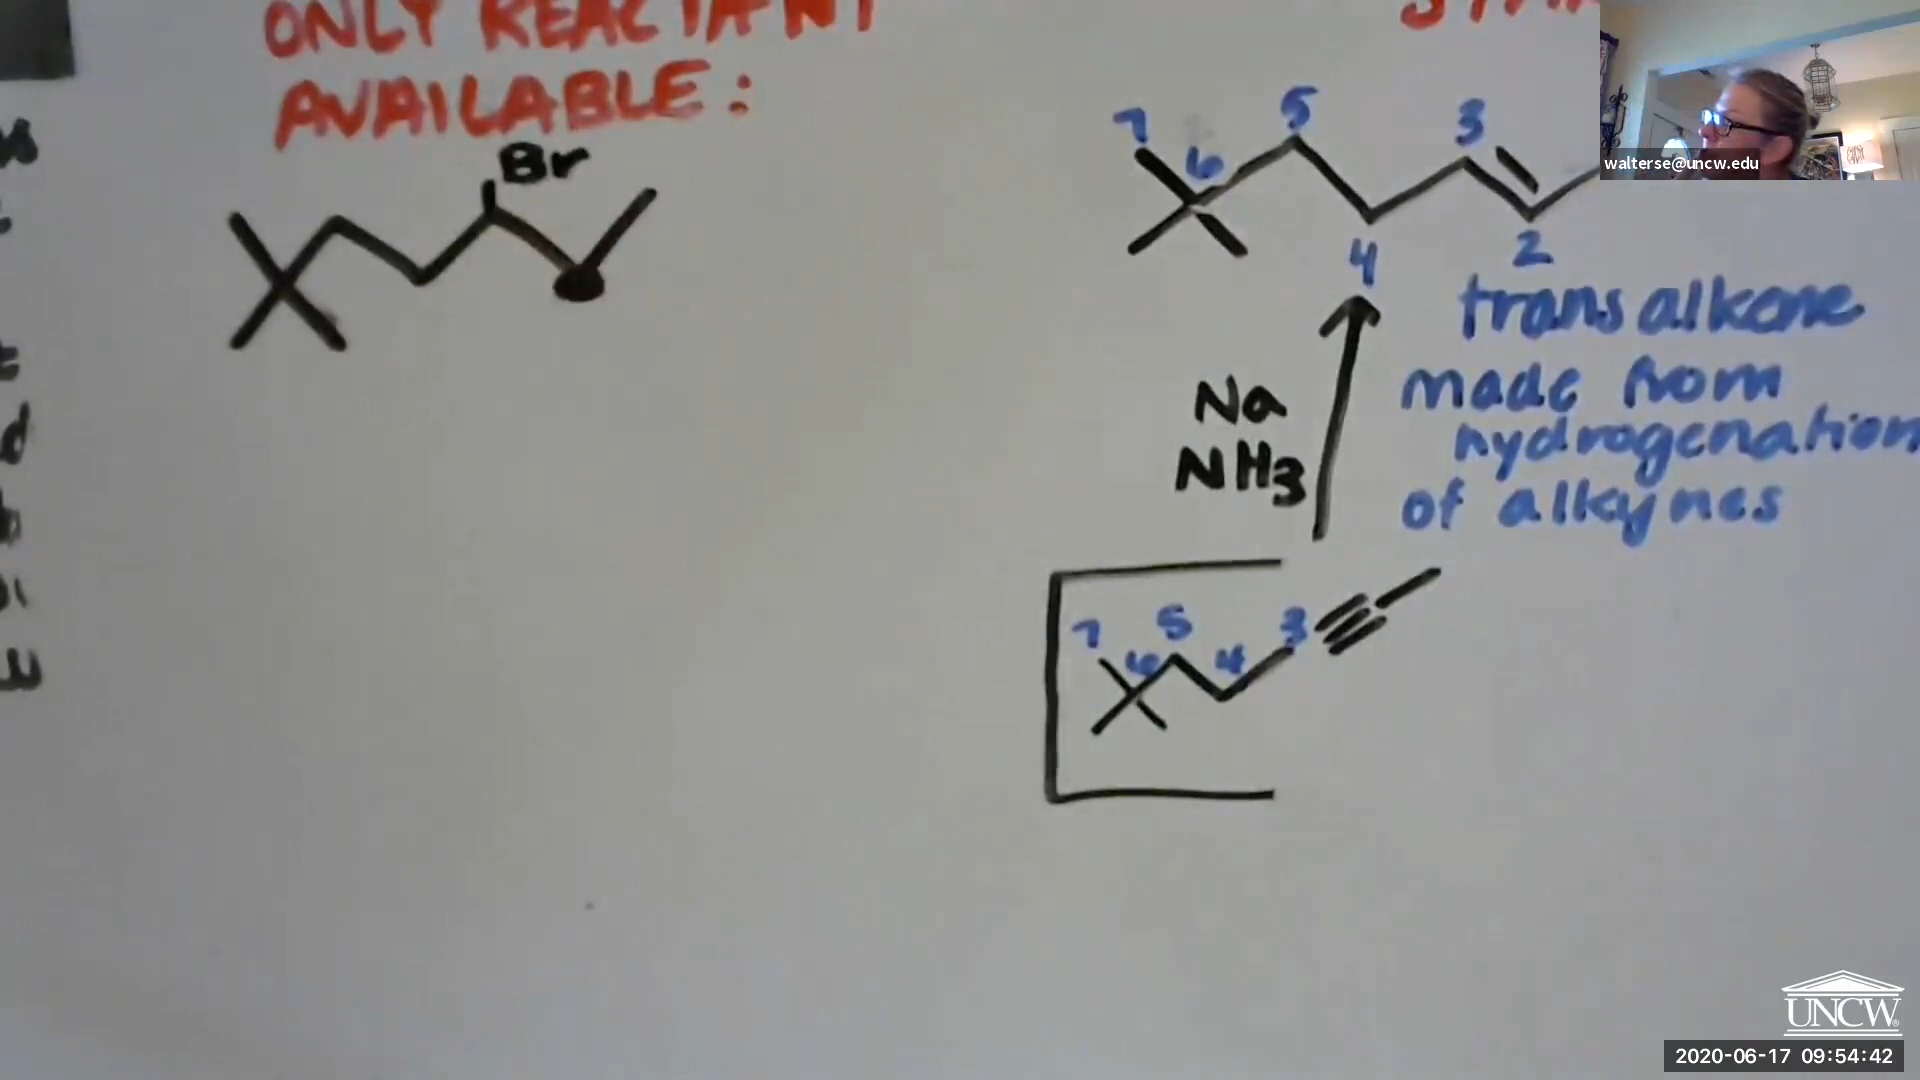 ONLY REACTANT
AVAILABLE:
Br
7
6
5
4
3
2
trans alkene
made from
hydrogenation
of alkynes
Na
NH3
7
6
5
4
3
walterse@uncw.edu
UNCW
2020-06-17 09:54:42